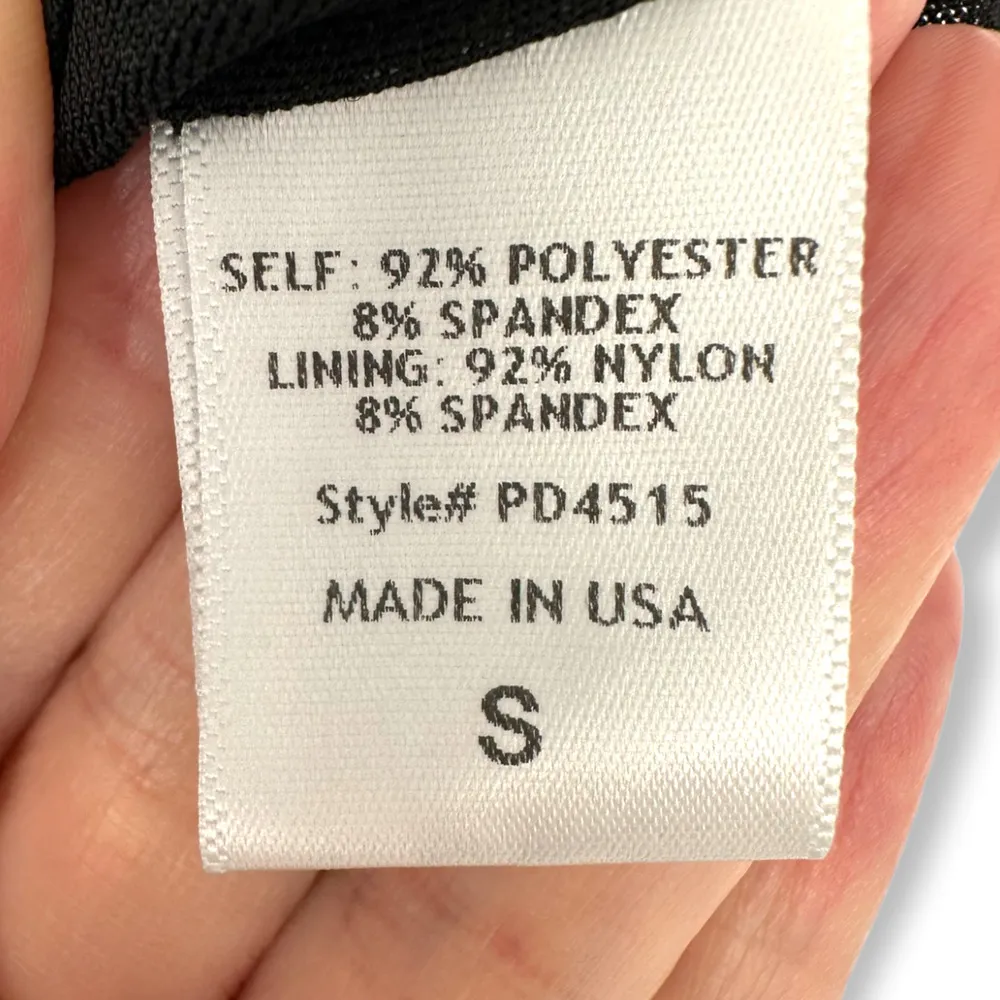 SELF: 92% POLYESTER
8% SPANDEX
LINING: 92% NYLON
8% SPANDEX
Style# PD4515
MADE IN USA
S